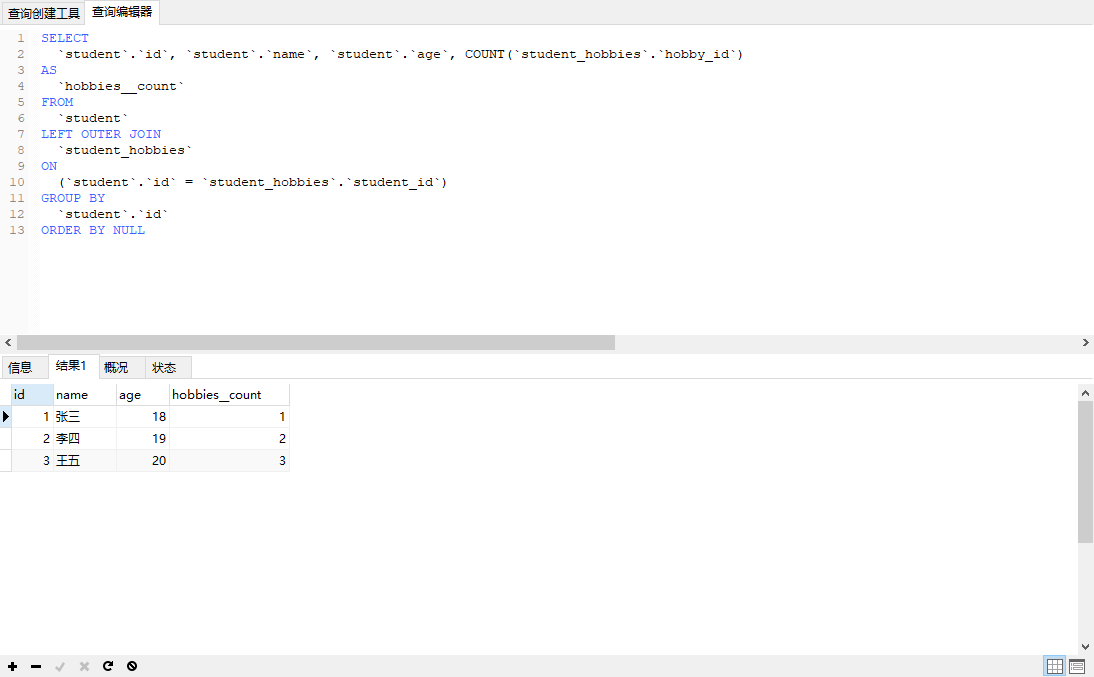 查询创建工具 查询编辑器
1 SELECT
2 `student`.`id`, `student`.`name`, `student`.`age`, COUNT(`student_hobbies`.`hobby_id`)
3 AS
4 `hobbies__count`
5 FROM
6 `student`
7 LEFT OUTER JOIN
8 `student_hobbies`
9 ON
10 (`student`.`id` = `student_hobbies`.`student_id`)
11 GROUP BY
12 `student`.`id`
13 ORDER BY NULL
信息 结果1 概况 状态
id name age hobbies__count
1 张三 18 1
2 李四 19 2
3 王五 20 3